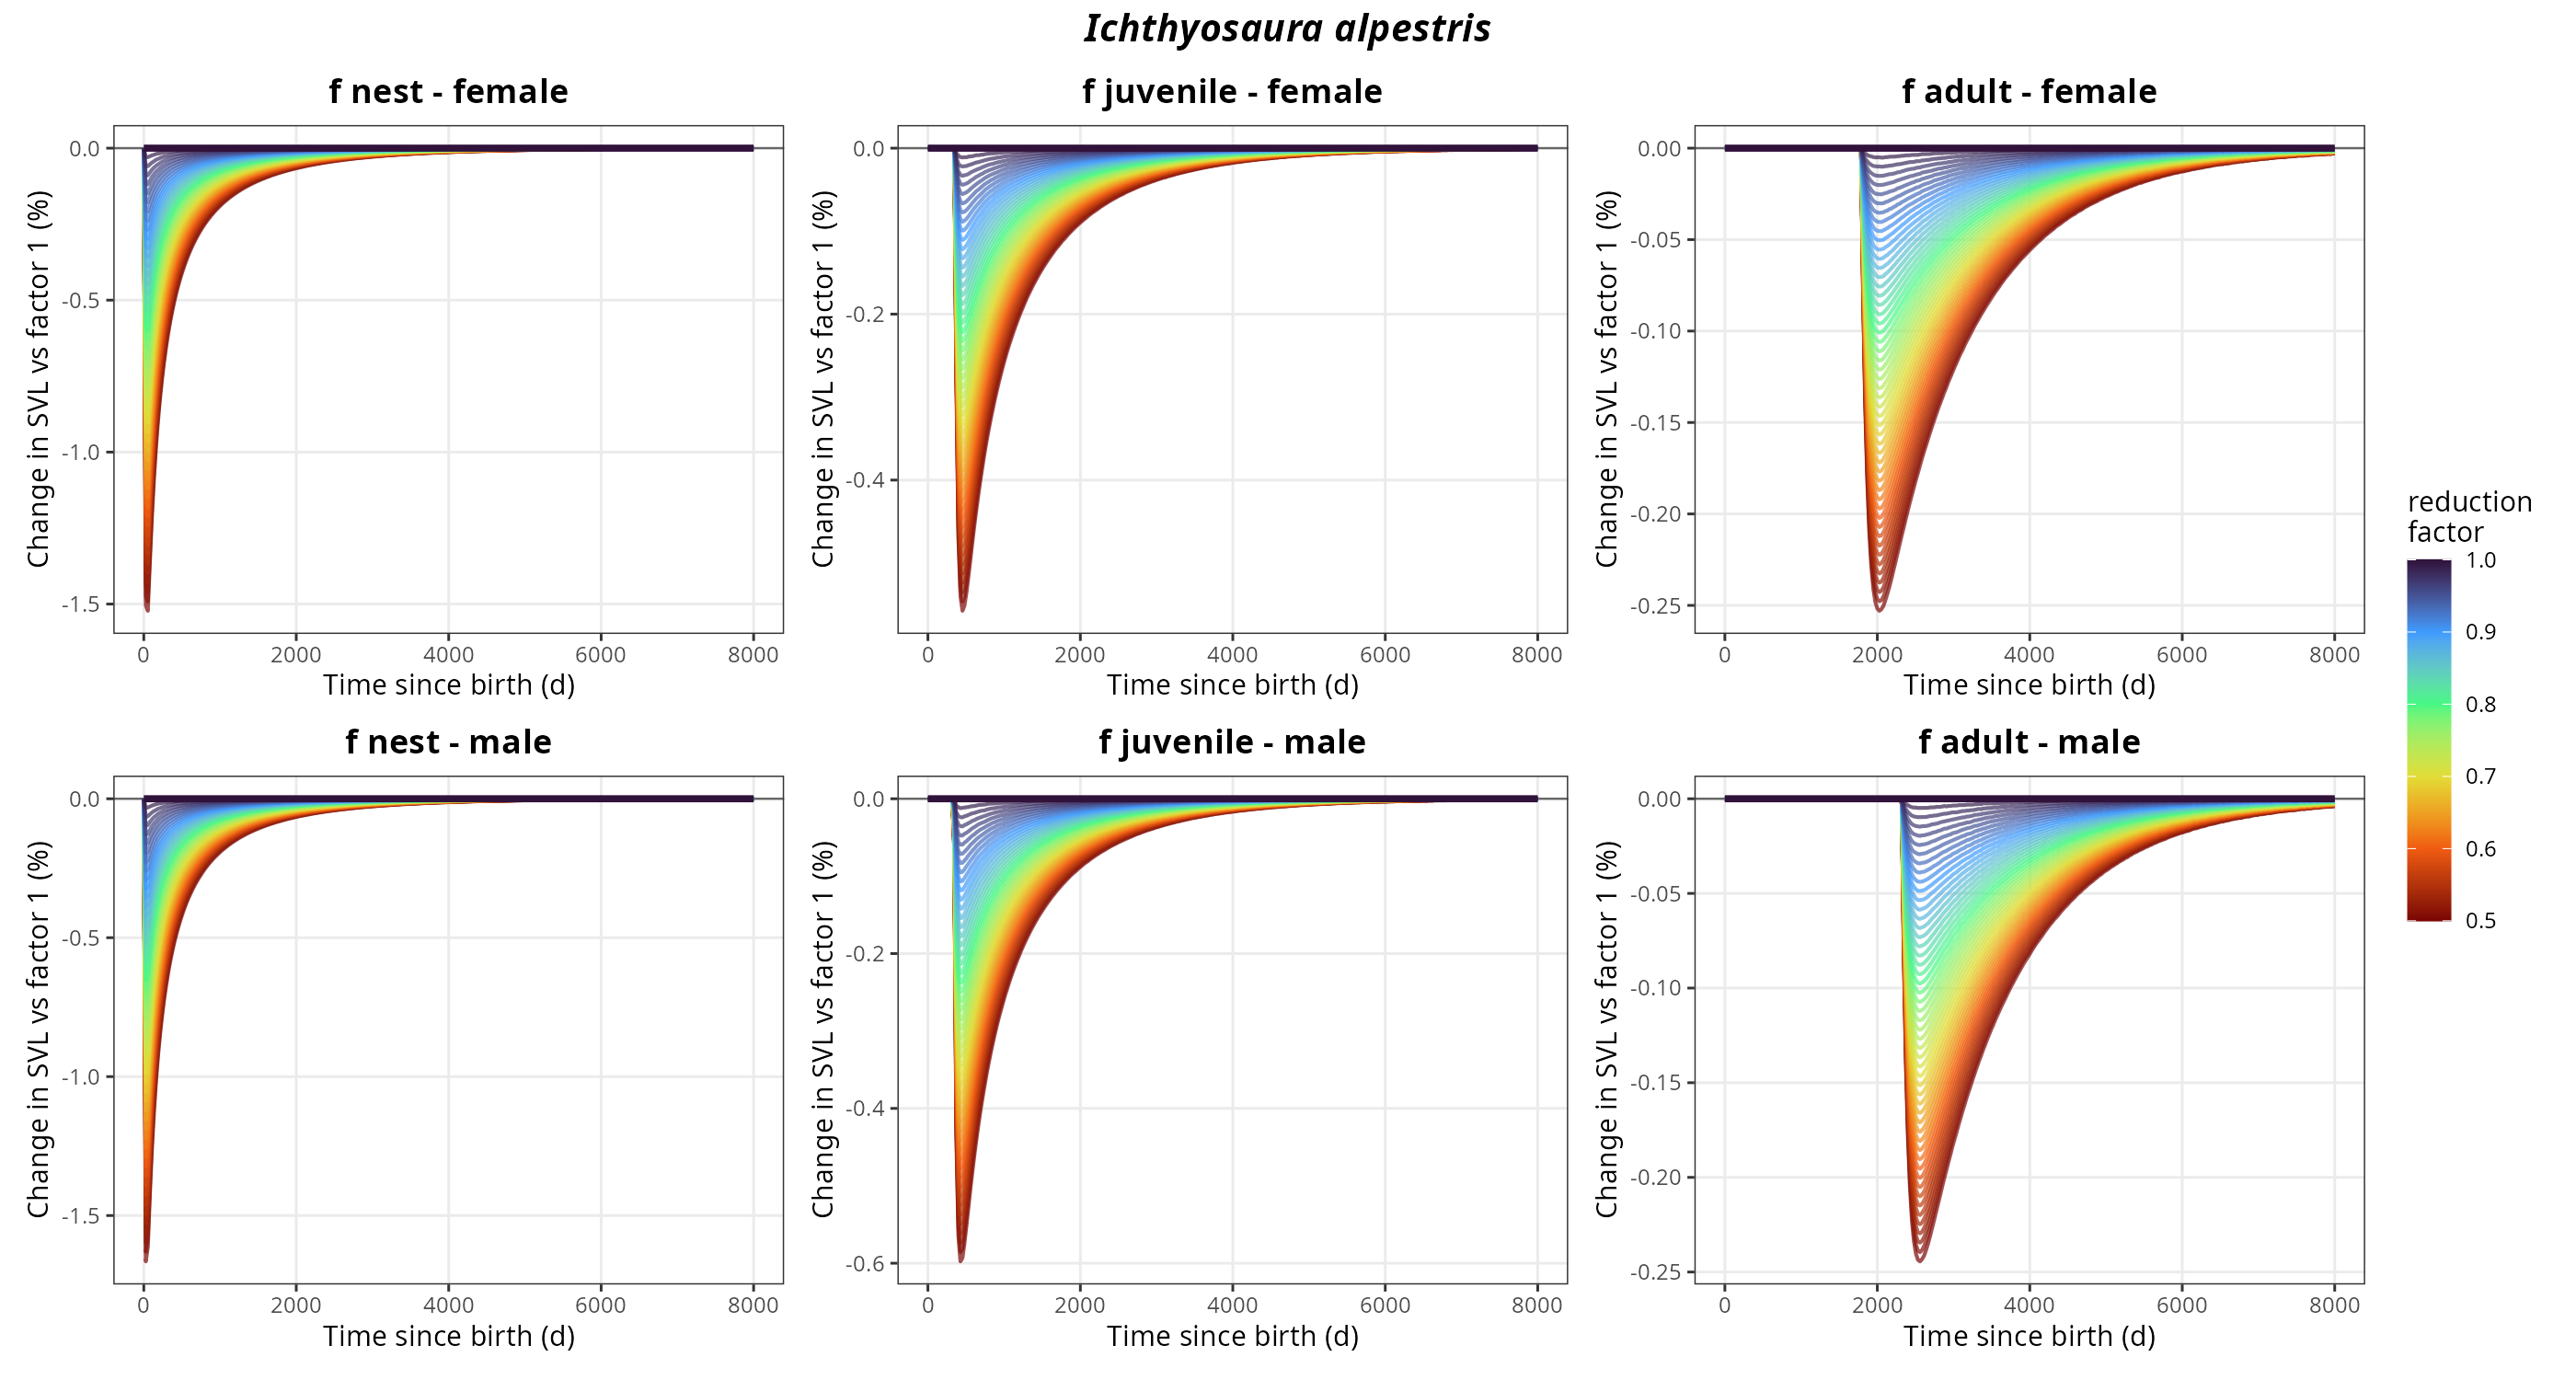 Ichthyosaura alpestris
f nest - female
f juvenile - female
f adult - female
Change in SVL vs factor 1 (%)
0.0
-0.5
-1.0
-1.5
0 2000 4000 6000 8000
Time since birth (d)
Change in SVL vs factor 1 (%)
0.0
-0.2
-0.4
0 2000 4000 6000 8000
Time since birth (d)
Change in SVL vs factor 1 (%)
0.00
-0.05
-0.10
-0.15
-0.20
-0.25
0 2000 4000 6000 8000
Time since birth (d)
f nest - male
f juvenile - male
f adult - male
Change in SVL vs factor 1 (%)
0.0
-0.5
-1.0
-1.5
0 2000 4000 6000 8000
Time since birth (d)
Change in SVL vs factor 1 (%)
0.0
-0.2
-0.4
-0.6
0 2000 4000 6000 8000
Time since birth (d)
Change in SVL vs factor 1 (%)
0.00
-0.05
-0.10
-0.15
-0.20
-0.25
0 2000 4000 6000 8000
Time since birth (d)
reduction
factor
1.0
0.9
0.8
0.7
0.6
0.5